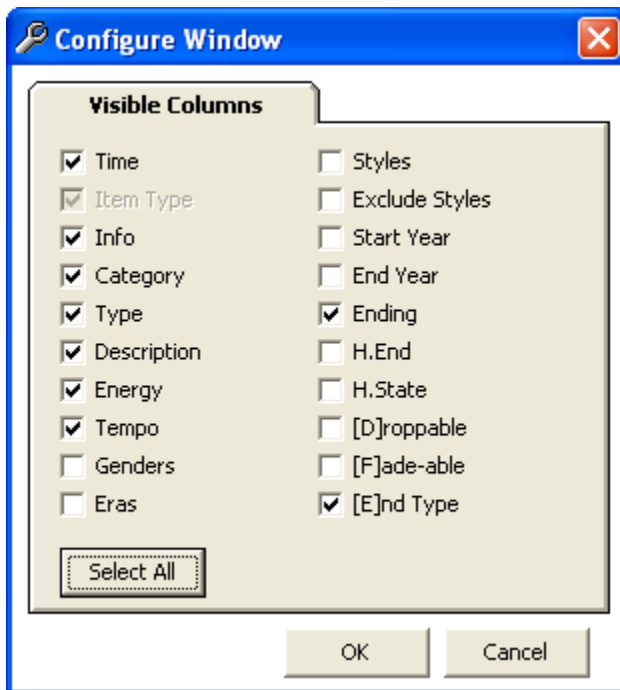 Configure Window
Visible Columns
Time
Item Type
Info
Category
Type
Description
Energy
Tempo
Genders
Eras
Styles
Exclude Styles
Start Year
End Year
Ending
H.End
H.State
[D]roppable
[F]ade-able
[E]nd Type
Select All
OK
Cancel